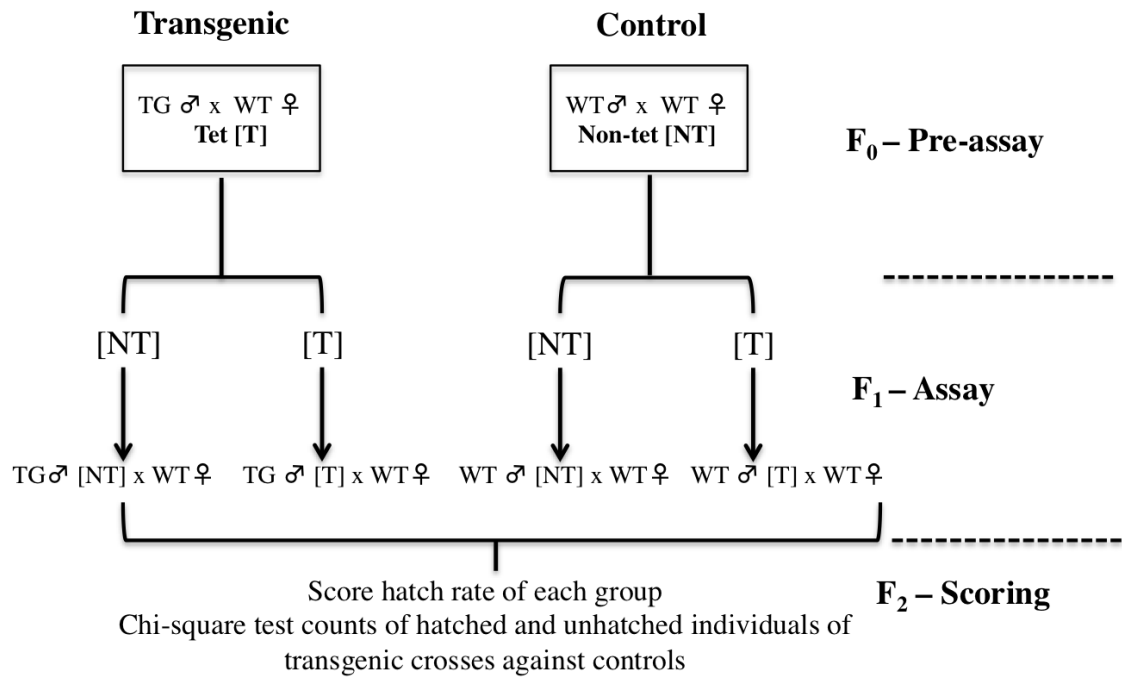 Transgenic
Control
TG ♂ x WT ♀
Tet [T]
WT♂ x WT ♀
Non-tet [NT]
F₀ – Pre-assay
[NT]
[T]
[NT]
[T]
F₁ – Assay
TG♂ [NT] x WT♀
TG ♂ [T] x WT♀
WT ♂ [NT] x WT♀
WT ♂ [T] x WT♀
Score hatch rate of each group
Chi-square test counts of hatched and unhatched individuals of
transgenic crosses against controls
F₂ – Scoring